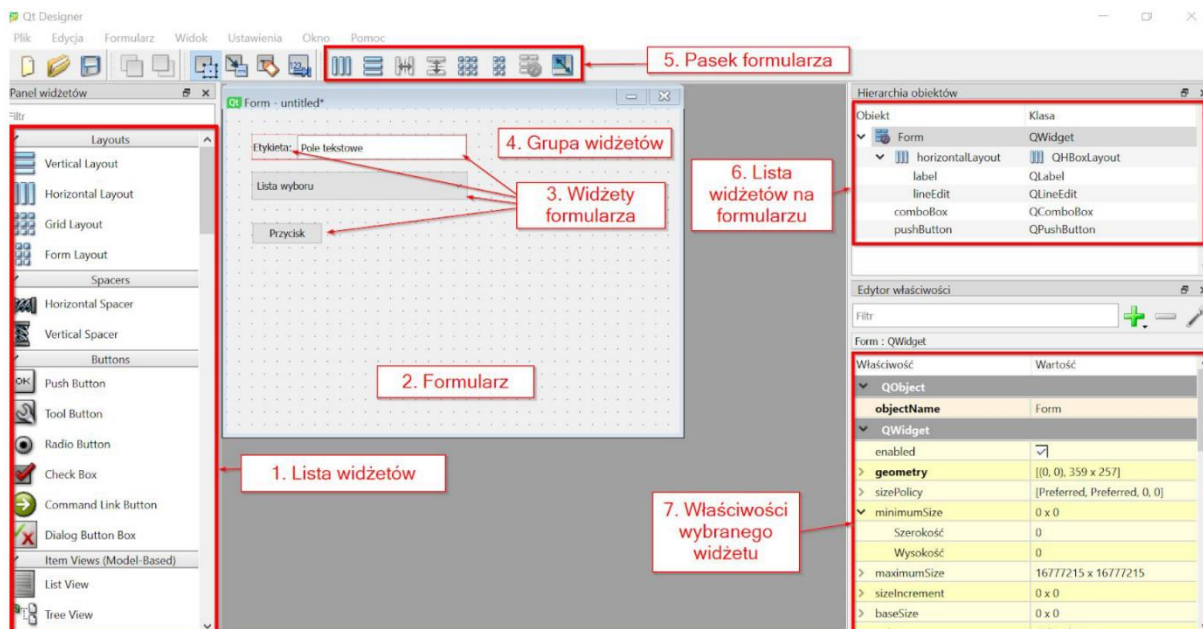 Qt Designer
Plik Edycja Formularz Widok Ustawienia Okno Pomoc
5. Pasek formularza
Panel widżetów
Filtr
Layouts
Vertical Layout
Horizontal Layout
Grid Layout
Form Layout
Spacers
Horizontal Spacer
Vertical Spacer
Buttons
OK Push Button
Tool Button
Radio Button
Check Box
Command Link Button
Dialog Button Box
Item Views (Model-Based)
List View
Tree View
1. Lista widżetów
Qt Form - untitled*
Etykieta: Pole tekstowe
4. Grupa widżetów
Lista wyboru
3. Widżety
formularza
Przycisk
2. Formularz
6. Lista
widżetów na
formularzu
7. Właściwości
wybranego
widżetu
Hierarchia obiektów
Obiekt Klasa
Form QWidget
horizontalLayout QHBoxLayout
label QLabel
lineEdit QLineEdit
comboBox QComboBox
pushButton QPushButton
Edytor właściwości
Filtr
Form : QWidget
Właściwość Wartość
QObject
objectName Form
QWidget
enabled
geometry [(0, 0), 359 x 257]
sizePolicy [Preferred, Preferred, 0, 0]
minimumSize 0 x 0
Szerokość 0
Wysokość 0
maximumSize 16777215 x 16777215
sizeIncrement 0 x 0
baseSize 0 x 0